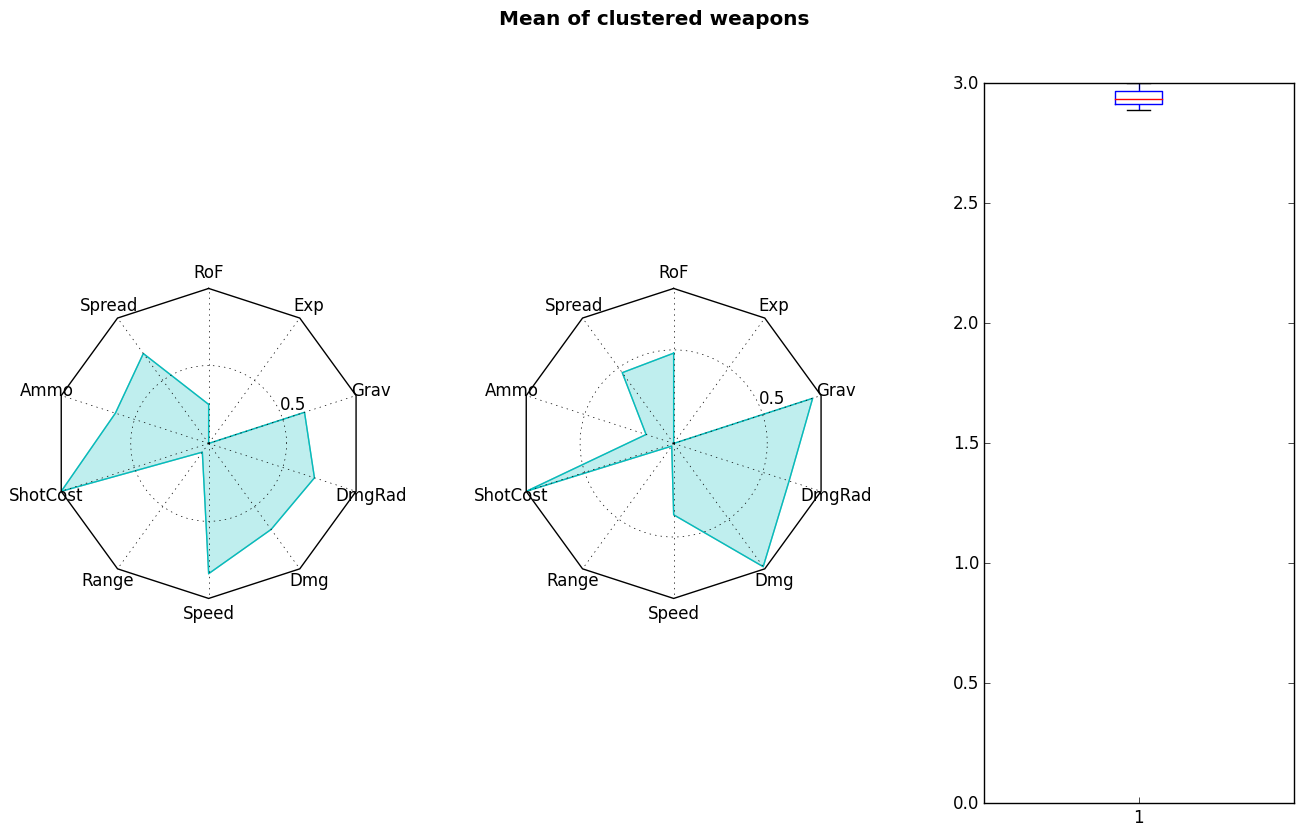 Mean of clustered weapons
RoF
Exp
Spread
Grav
0.5
Ammo
DmgRad
ShotCost
Dmg
Range
Speed
RoF
Exp
Spread
Grav
0.5
Ammo
DmgRad
ShotCost
Dmg
Range
Speed
3.0
2.5
2.0
1.5
1.0
0.5
0.0
1